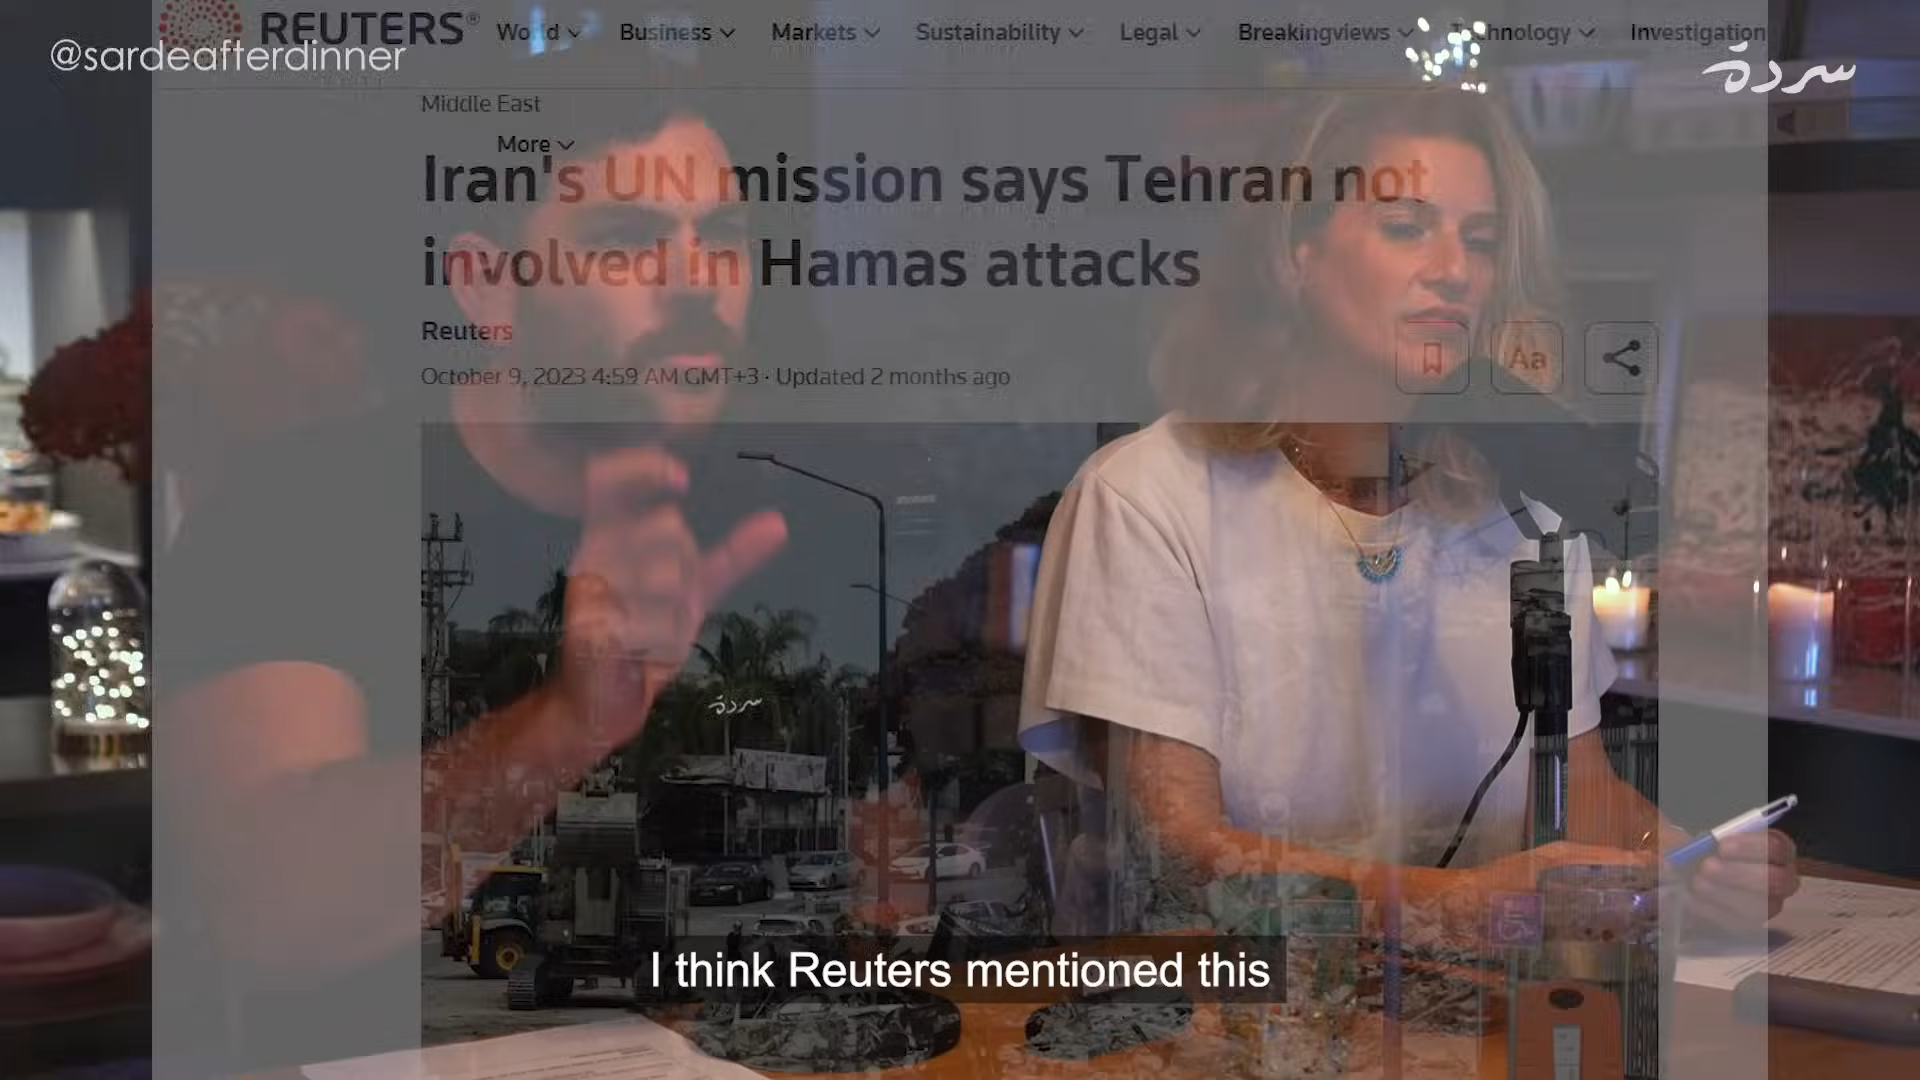 REUTERS®
World Business Markets Sustainability Legal Breakingviews Technology Investigation
@sardeafterdinner
سردة
Middle East
More
Iran's UN mission says Tehran not
involved in Hamas attacks
Reuters
Aa
October 9, 2023 4:59 AM GMT+3 · Updated 2 months ago
سردة
I think Reuters mentioned this